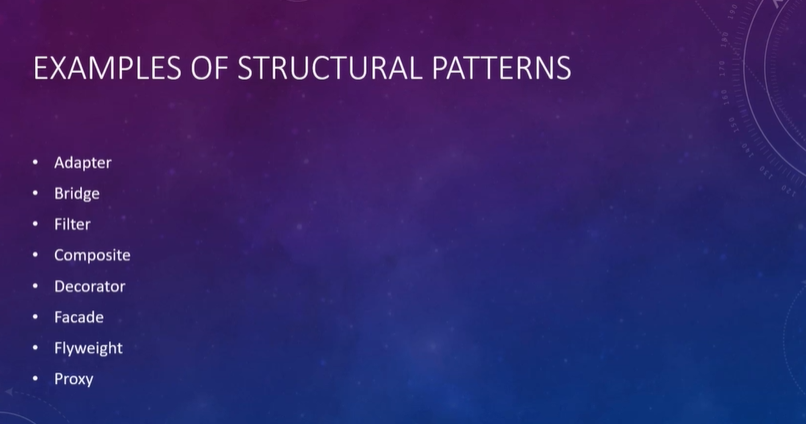 EXAMPLES OF STRUCTURAL PATTERNS
• Adapter
• Bridge
• Filter
• Composite
• Decorator
• Facade
• Flyweight
• Proxy